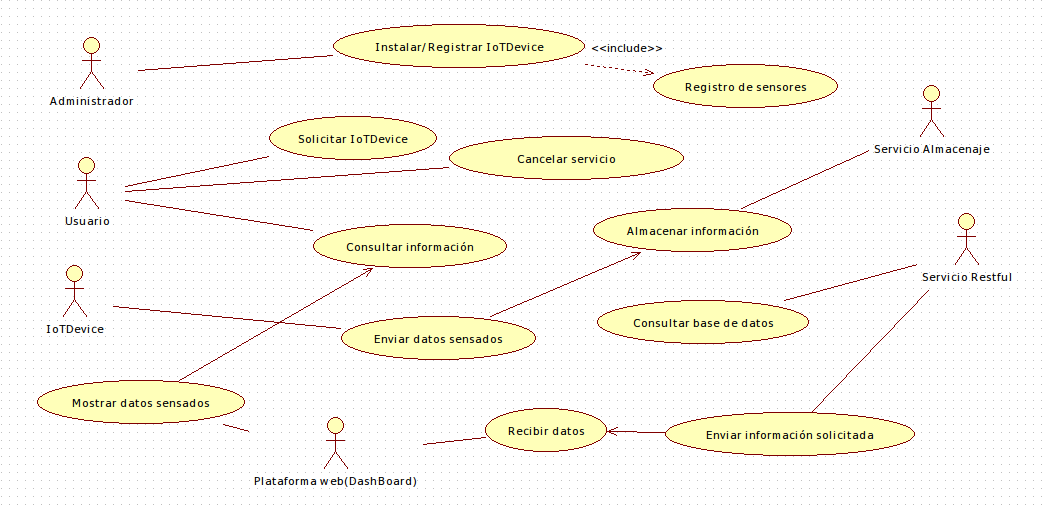 Instalar/Registrar IoTDevice
<<include>>
Administrador
Registro de sensores
Solicitar IoTDevice
Servicio Almacenaje
Cancelar servicio
Usuario
Almacenar información
Consultar información
Servicio Restful
IoTDevice
Consultar base de datos
Enviar datos sensados
Mostrar datos sensados
Recibir datos
Enviar información solicitada
Plataforma web(DashBoard)